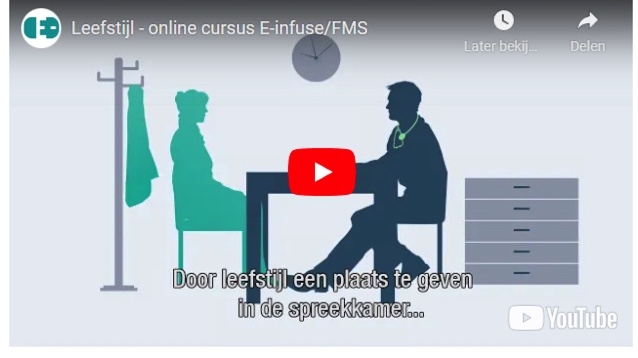 Leefstijl - online cursus E-infuse/FMS
Later bekij...
Delen
Door leefstijl een plaats te geven
in de spreekkamer...
YouTube